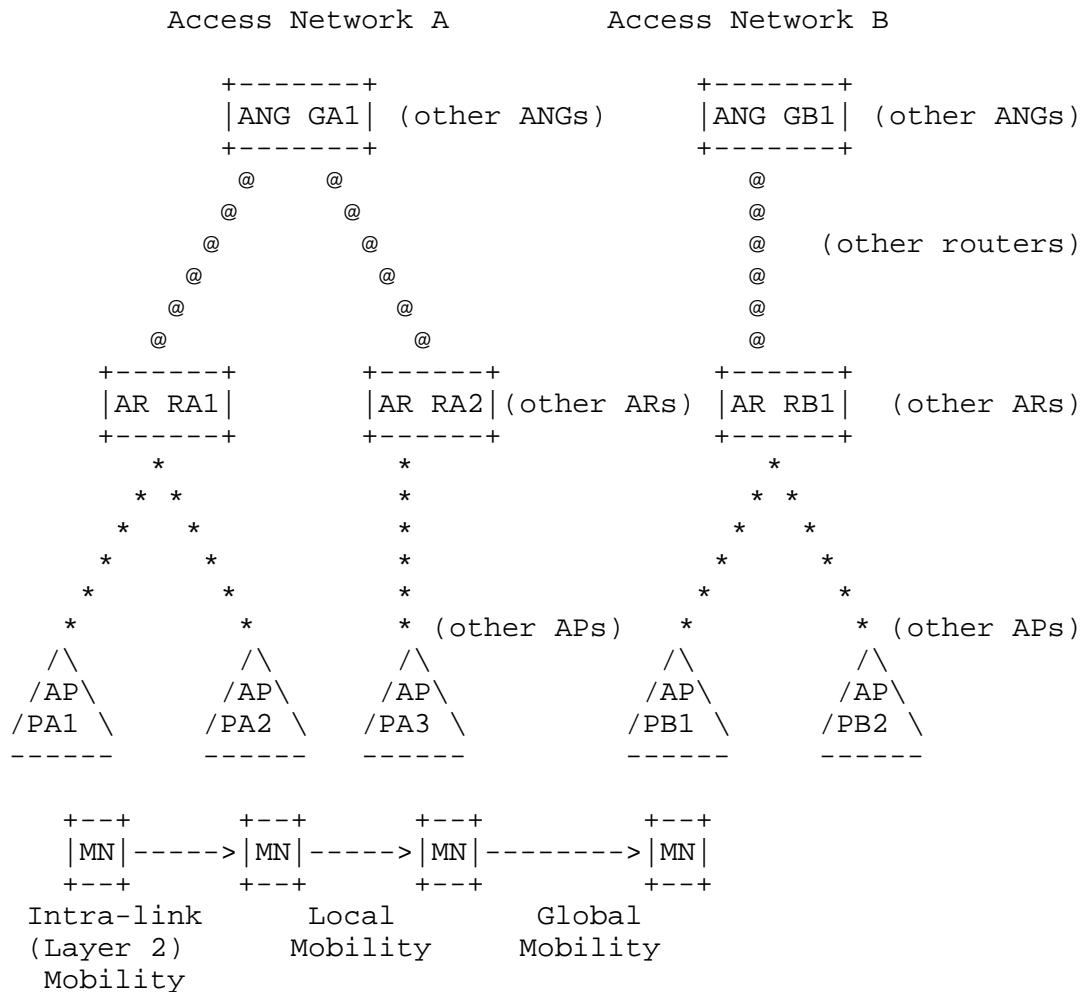 Access Network A          Access Network B

            +-------+                  +-------+
            |ANG GA1| (other ANGs)     |ANG GB1| (other ANGs)
            +-------+                  +-------+
             @    @                       @
            @      @                      @
           @        @                     @   (other routers)
          @          @                    @
         @            @                   @
        @              @                  @
     +------+       +------+            +------+
     |AR RA1|       |AR RA2|(other ARs) |AR RB1|  (other ARs)
     +------+       +------+            +------+
        *             *                    *
       * *            *                   * *
      *   *           *                  *   *
     *     *          *                 *     *
    *       *         *                *       *
   *         *        * (other APs)   *         * (other APs)
  /\         /\       /\             /\         /\
 /AP\       /AP\     /AP\           /AP\       /AP\
/PA1 \     /PA2 \   /PA3 \         /PB1 \     /PB2 \
------     ------   ------         ------     ------

   +--+      +--+      +--+         +--+
   |MN|----->|MN|----->|MN|-------->|MN|
   +--+      +--+      +--+         +--+
 Intra-link      Local      Global
 (Layer 2)      Mobility   Mobility
  Mobility